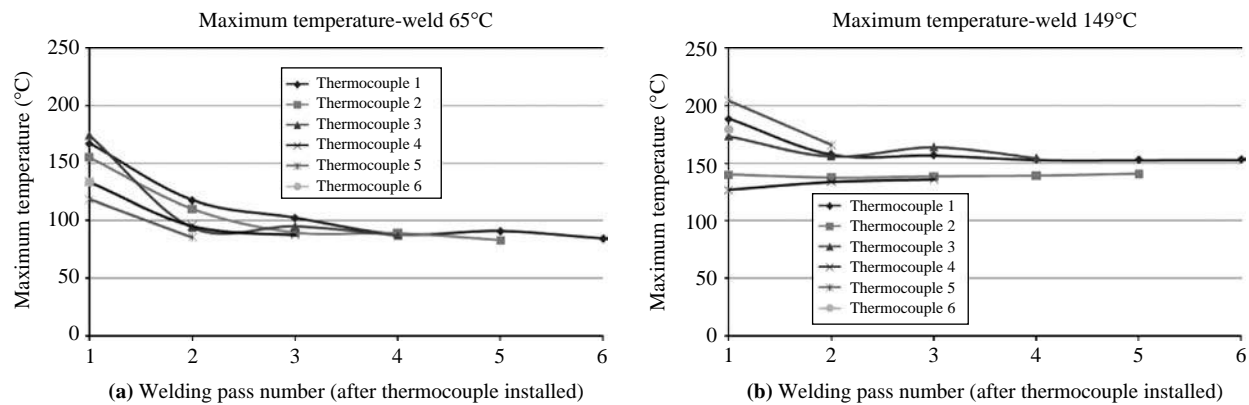 Maximum temperature-weld 65°C
250
200
150
100
50
0
Maximum temperature (°C)
Thermocouple 1
Thermocouple 2
Thermocouple 3
Thermocouple 4
Thermocouple 5
Thermocouple 6
1 2 3 4 5 6
(a) Welding pass number (after thermocouple installed)
Maximum temperature-weld 149°C
250
200
150
100
50
0
Maximum temperature (°C)
Thermocouple 1
Thermocouple 2
Thermocouple 3
Thermocouple 4
Thermocouple 5
Thermocouple 6
1 2 3 4 5 6
(b) Welding pass number (after thermocouple installed)